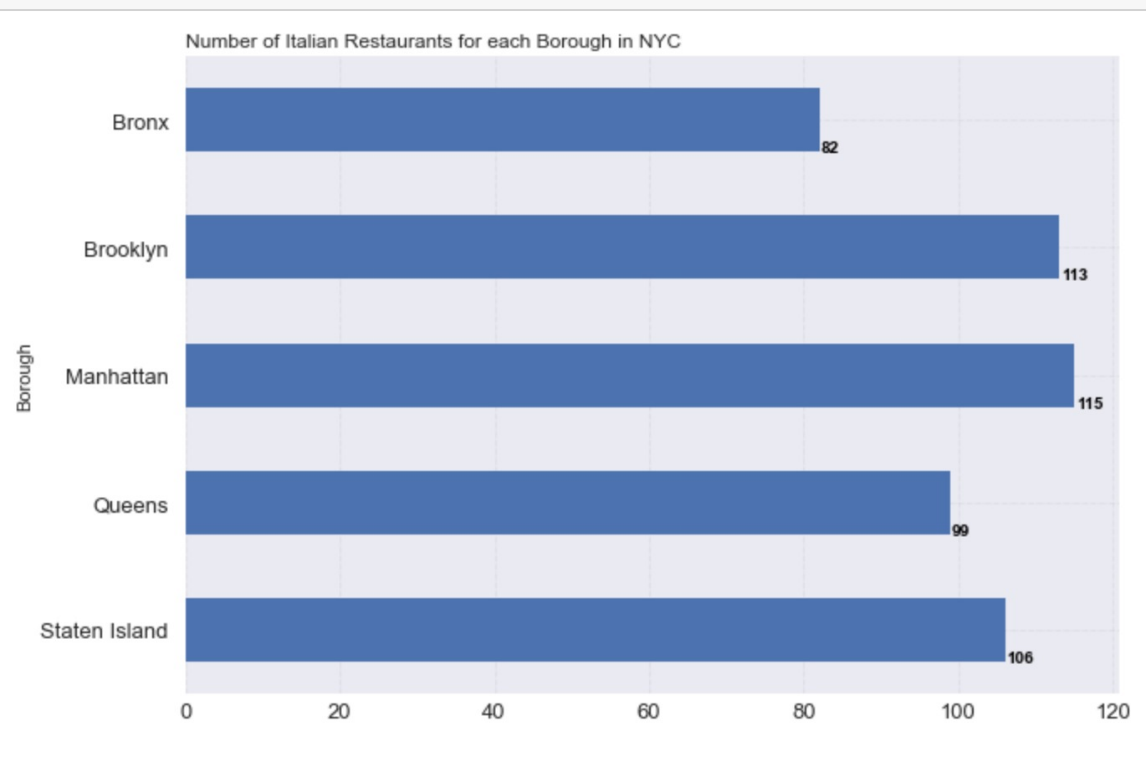 Number of Italian Restaurants for each Borough in NYC
Bronx
82
Brooklyn
113
Borough
Manhattan
115
Queens
99
Staten Island
106
0 20 40 60 80 100 120